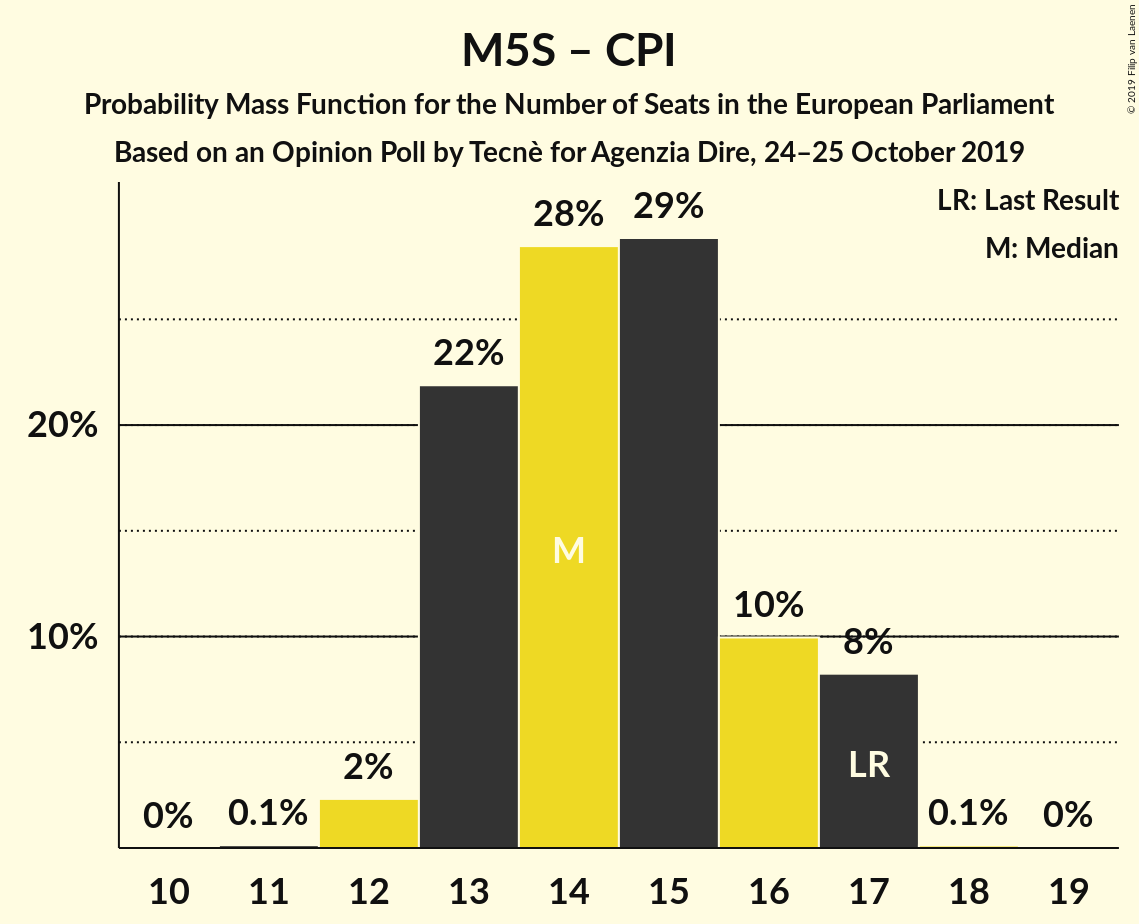 M5S – CPI
Probability Mass Function for the Number of Seats in the European Parliament
Based on an Opinion Poll by Tecnè for Agenzia Dire, 24–25 October 2019
© 2019 Filip van Laenen
LR: Last Result
M: Median
28%
29%
22%
20%
M
10%
10%
8%
LR
2%
0%
0.1%
0.1%
0%
10 11 12 13 14 15 16 17 18 19